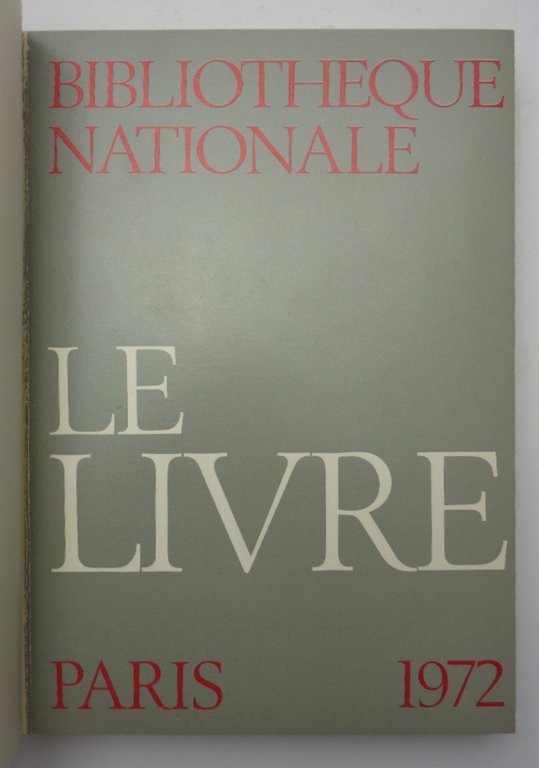 BIBLIOTHEQUE
NATIONALE
LE
LIVRE
PARIS 1972